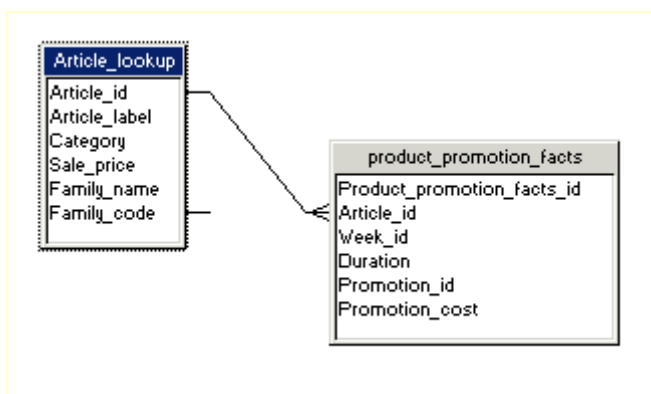 Article_lookup
Article_id
Article_label
Category
Sale_price
Family_name
Family_code
product_promotion_facts
Product_promotion_facts_id
Article_id
Week_id
Duration
Promotion_id
Promotion_cost